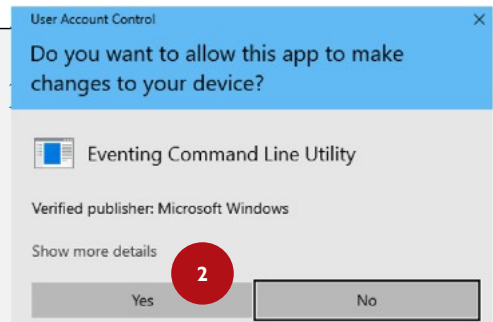 User Account Control
Do you want to allow this app to make
changes to your device?
Eventing Command Line Utility
Verified publisher: Microsoft Windows
Show more details
2
Yes
No